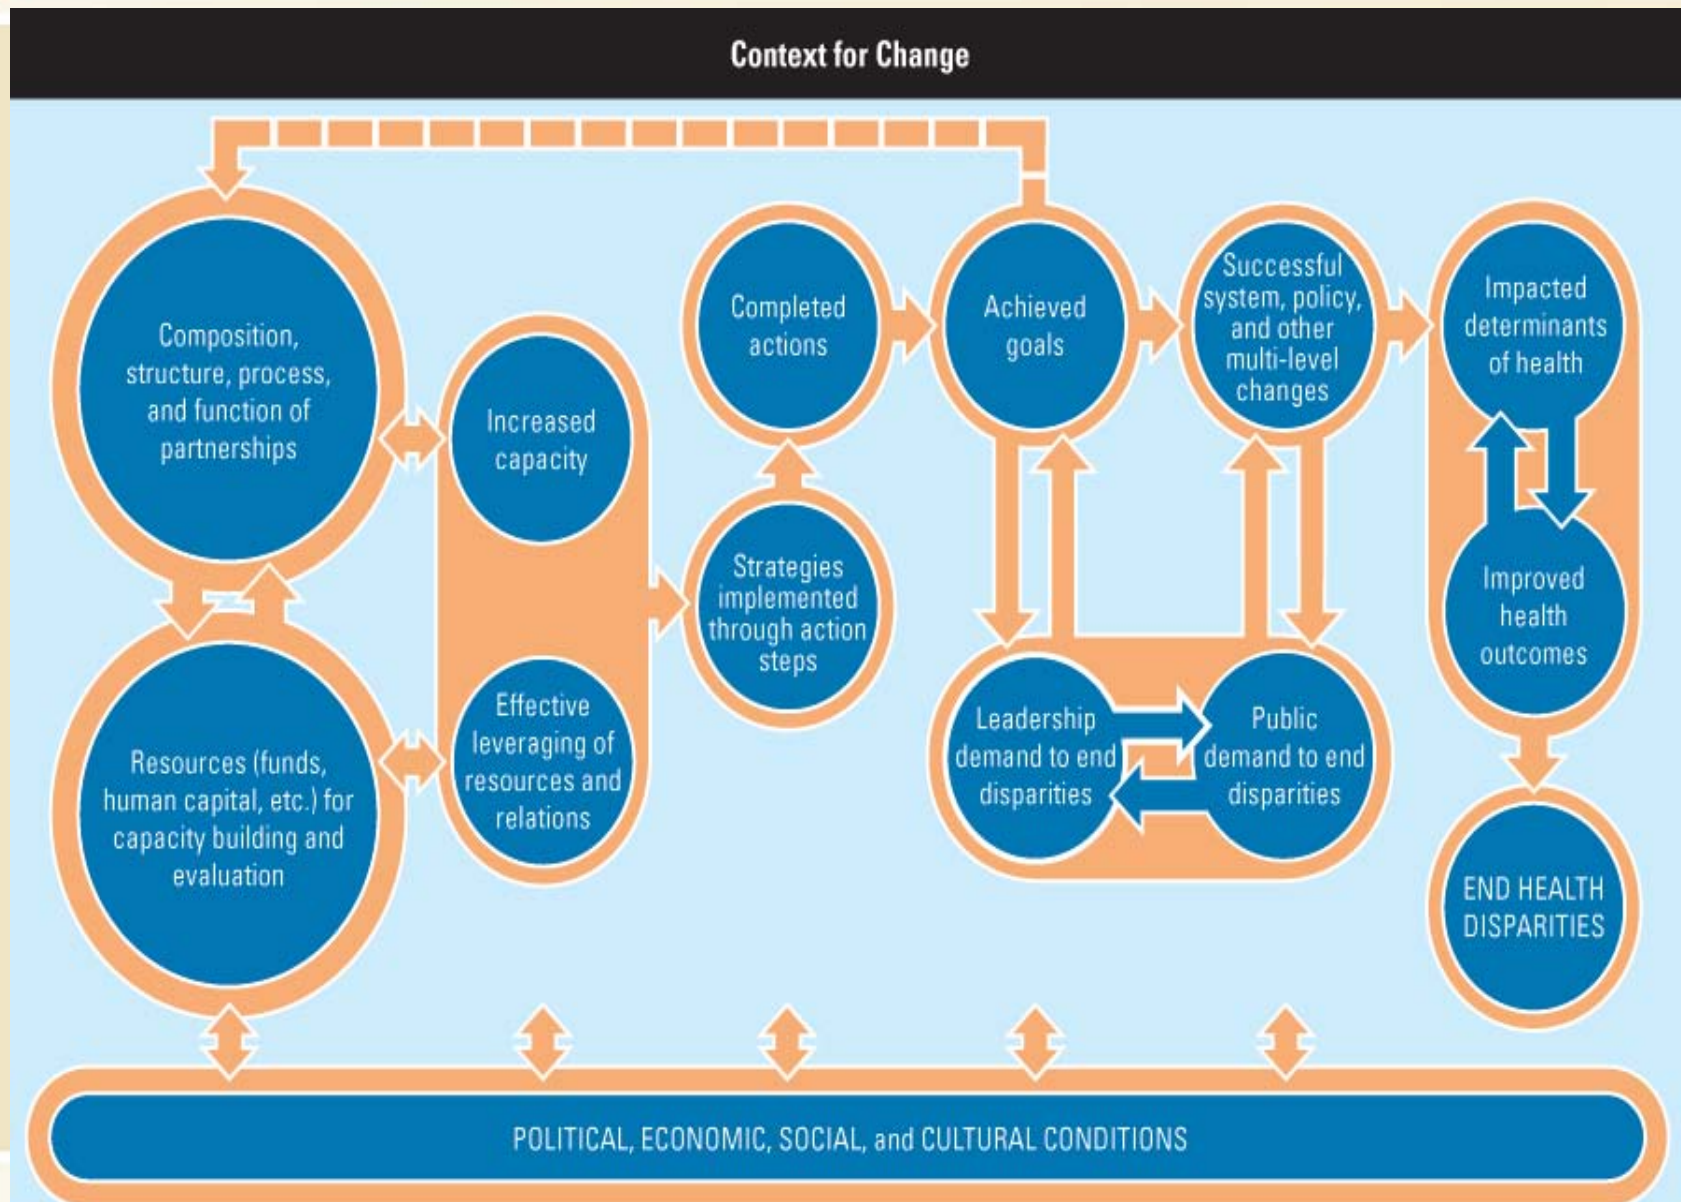 Context for Change
Composition,
structure, process,
and function of
partnerships
Resources (funds,
human capital, etc.) for
capacity building and
evaluation
Increased
capacity
Effective
leveraging of
resources and
relations
Completed
actions
Strategies
implemented
through action
steps
Achieved
goals
Successful
system, policy,
and other
multi-level
changes
Leadership
demand to end
disparities
Public
demand to end
disparities
Impacted
determinants
of health
Improved
health
outcomes
END HEALTH
DISPARITIES
POLITICAL, ECONOMIC, SOCIAL, and CULTURAL CONDITIONS